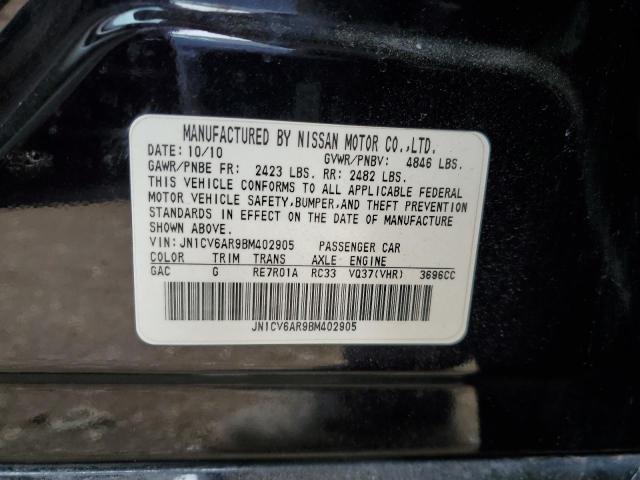 MANUFACTURED BY NISSAN MOTOR CO.,LTD.
DATE: 10/10 GVWR/PNBV: 4846 LBS.
GAWR/PNBE FR: 2423 LBS. RR: 2482 LBS.
THIS VEHICLE CONFORMS TO ALL APPLICABLE FEDERAL
MOTOR VEHICLE SAFETY,BUMPER,AND THEFT PREVENTION
STANDARDS IN EFFECT ON THE DATE OF MANUFACTURE
SHOWN ABOVE.
VIN: JN1CV6AR9BM402905 PASSENGER CAR
COLOR TRIM TRANS AXLE ENGINE
GAC G RE7R01A RC33 VQ37(VHR) 3696CC
JN1CV6AR9BM402905